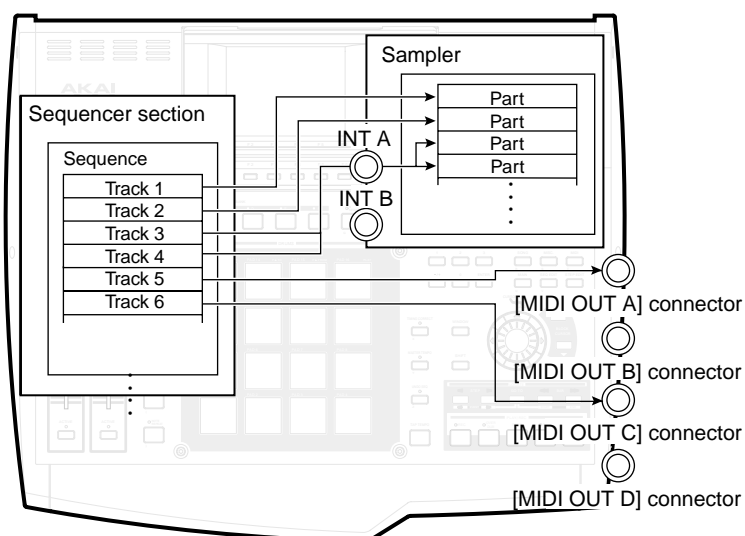 Sampler
Part
Part
Part
Part
AKAI
Sequencer section
Sequence
Track 1
Track 2
Track 3
Track 4
Track 5
Track 6
INT A
INT B
[MIDI OUT A] connector
[MIDI OUT B] connector
[MIDI OUT C] connector
[MIDI OUT D] connector